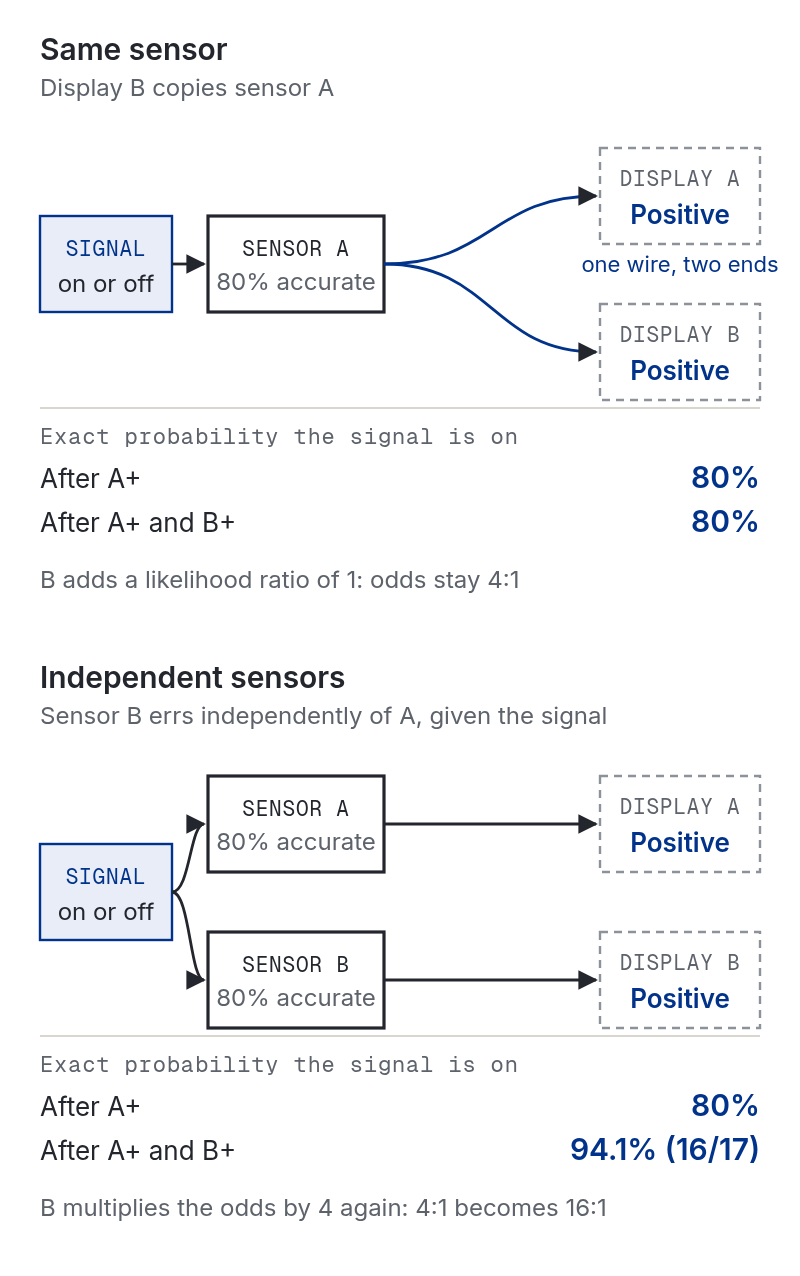 Same sensor
Display B copies sensor A
DISPLAY A
Positive
SIGNAL
on or off
SENSOR A
80% accurate
one wire, two ends
DISPLAY B
Positive
Exact probability the signal is on
After A+ 80%
After A+ and B+ 80%
B adds a likelihood ratio of 1: odds stay 4:1
Independent sensors
Sensor B errs independently of A, given the signal
SENSOR A
80% accurate
DISPLAY A
Positive
SIGNAL
on or off
SENSOR B
80% accurate
DISPLAY B
Positive
Exact probability the signal is on
After A+ 80%
After A+ and B+ 94.1% (16/17)
B multiplies the odds by 4 again: 4:1 becomes 16:1